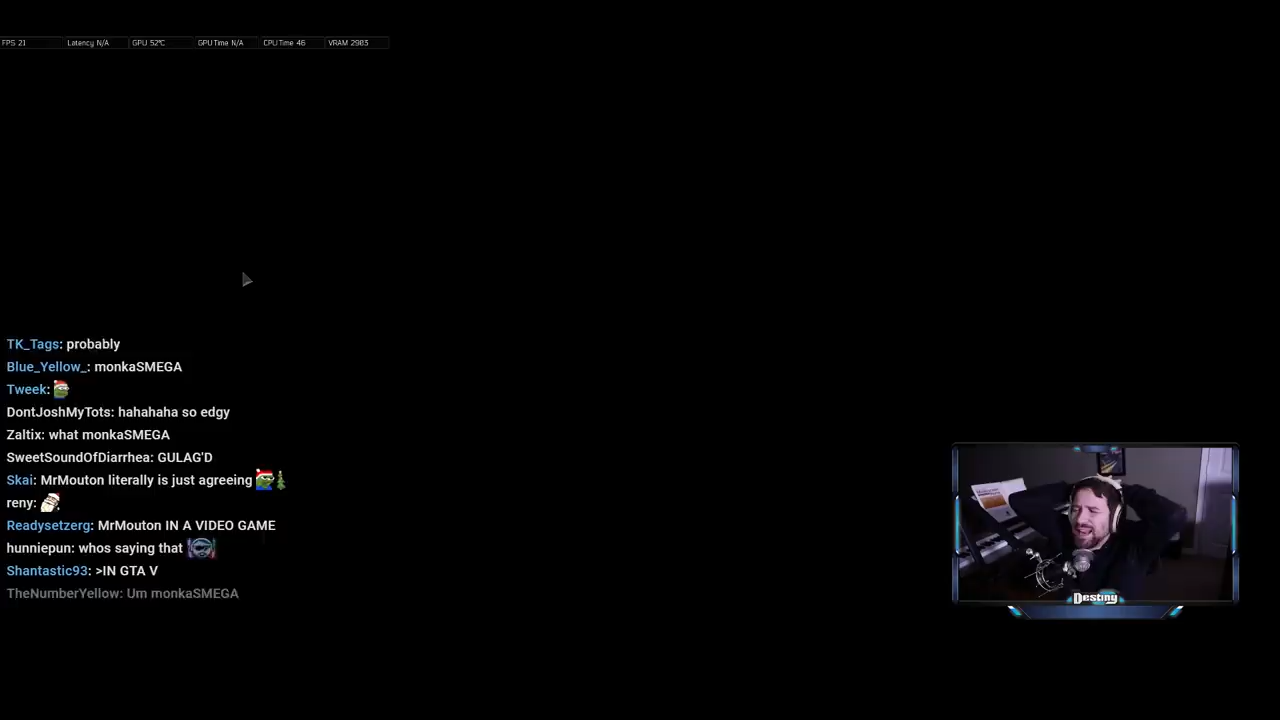 FPS 21 Latency N/A GPU 52°C GPU Time N/A CPU Time 46 VRAM 2903
TK_Tags: probably
Blue_Yellow_: monkaSMEGA
Tweek:
DontJoshMyTots: hahahaha so edgy
Zaltix: what monkaSMEGA
SweetSoundOfDiarrhea: GULAG'D
Skai: MrMouton literally is just agreeing
reny:
Readysetzerg: MrMouton IN A VIDEO GAME
hunniepun: whos saying that
Shantastic93: >IN GTA V
TheNumberYellow: Um monkaSMEGA
Destiny